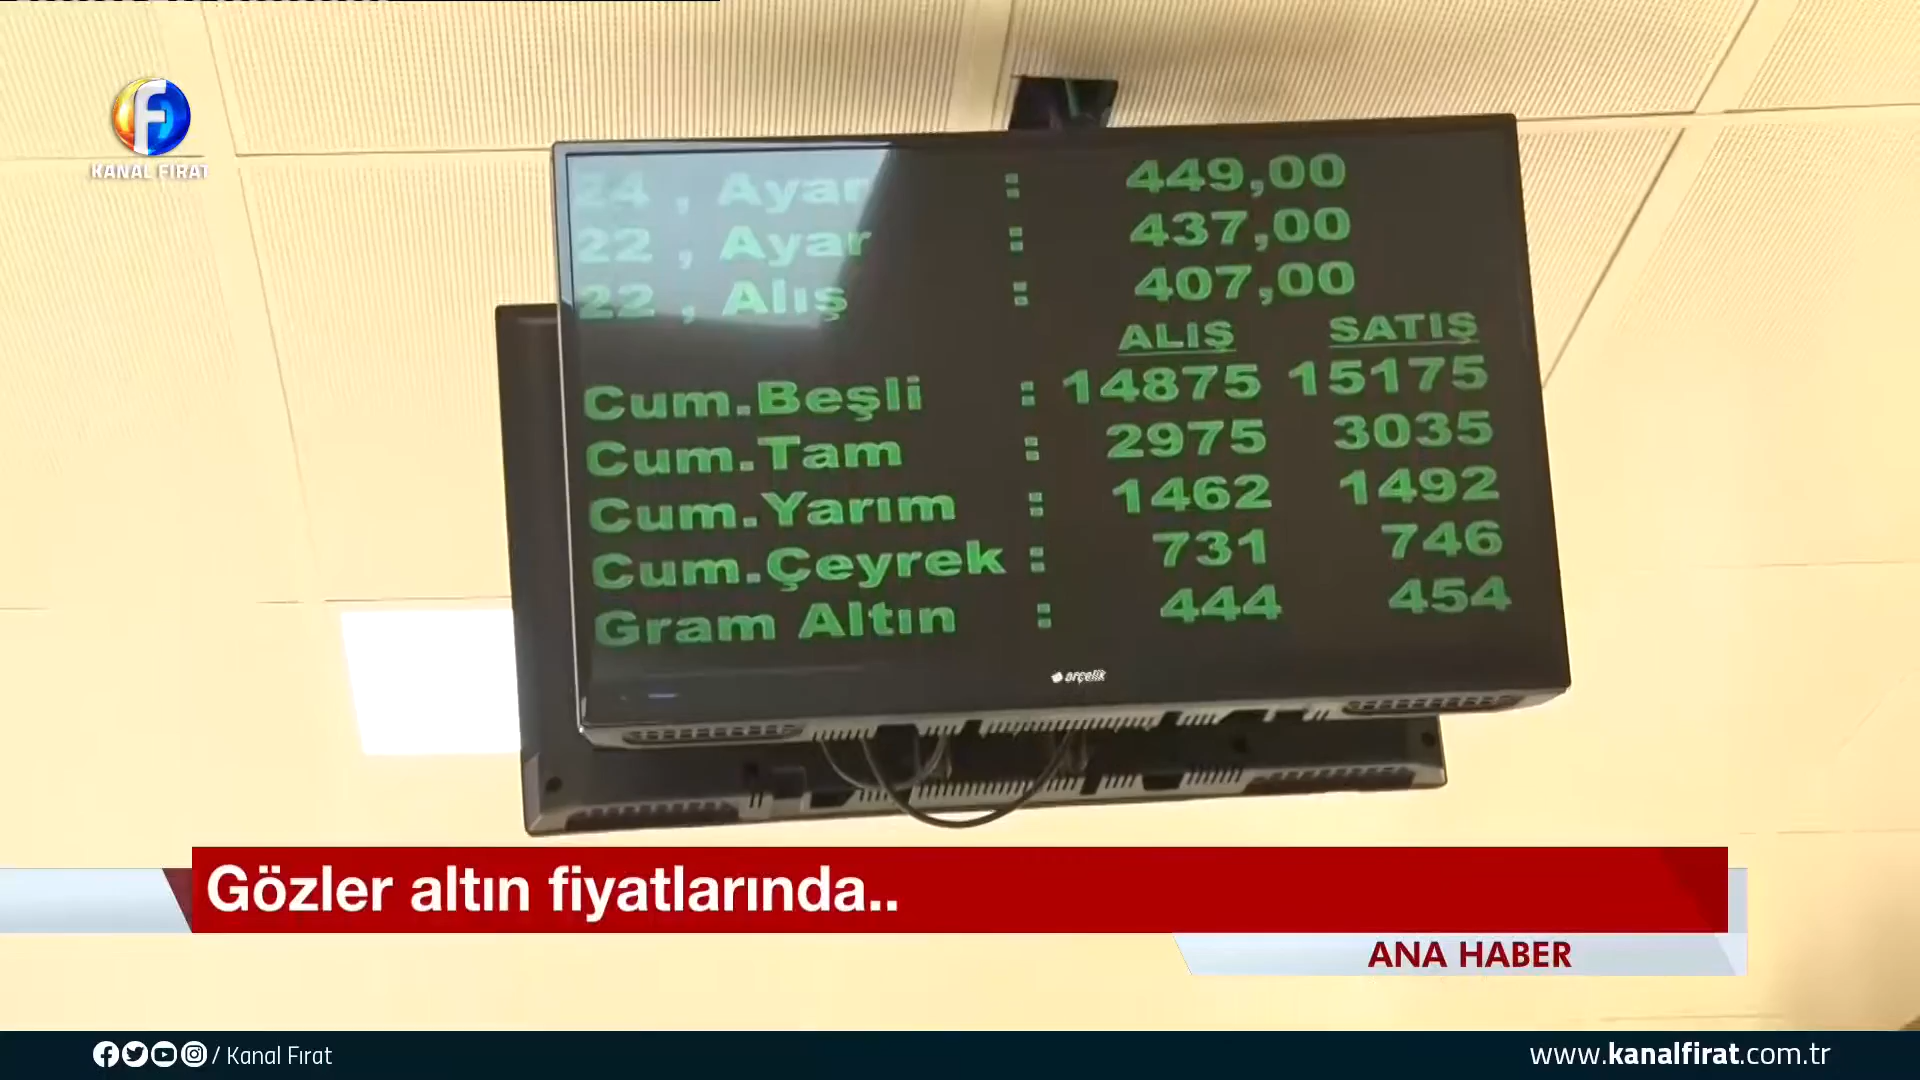 KANAL FIRAT
24 , Ayar : 449,00
22 , Ayar : 437,00
22 , Alış : 407,00
ALIŞ SATIŞ
Cum.Beşli : 14875 15175
Cum.Tam : 2975 3035
Cum.Yarım : 1462 1492
Cum.Çeyrek : 731 746
Gram Altın : 444 454
arçelik
Gözler altın fiyatlarında..
ANA HABER
/ Kanal Fırat
www.kanalfirat.com.tr